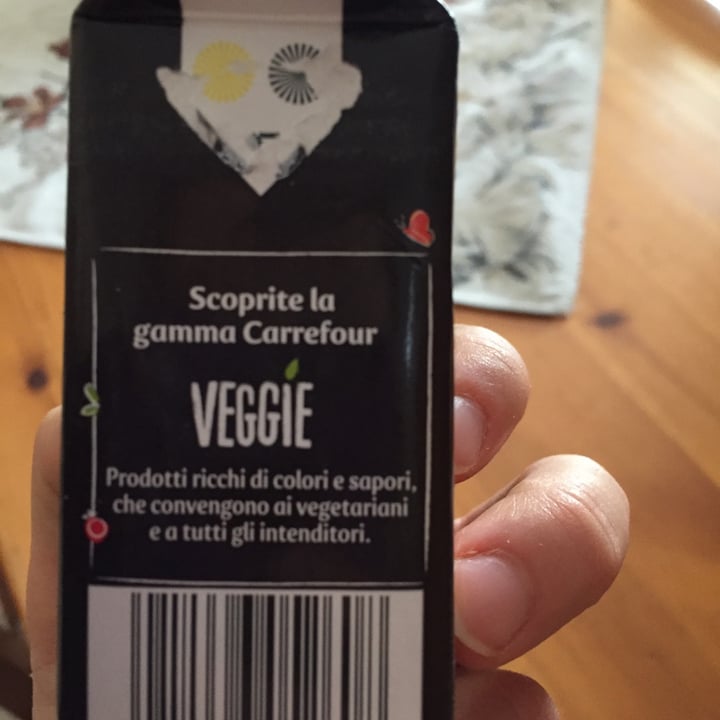 Scoprite la
gamma Carrefour
VEGGIE
Prodotti ricchi di colori e sapori,
che convengono ai vegetariani
e a tutti gli intenditori.